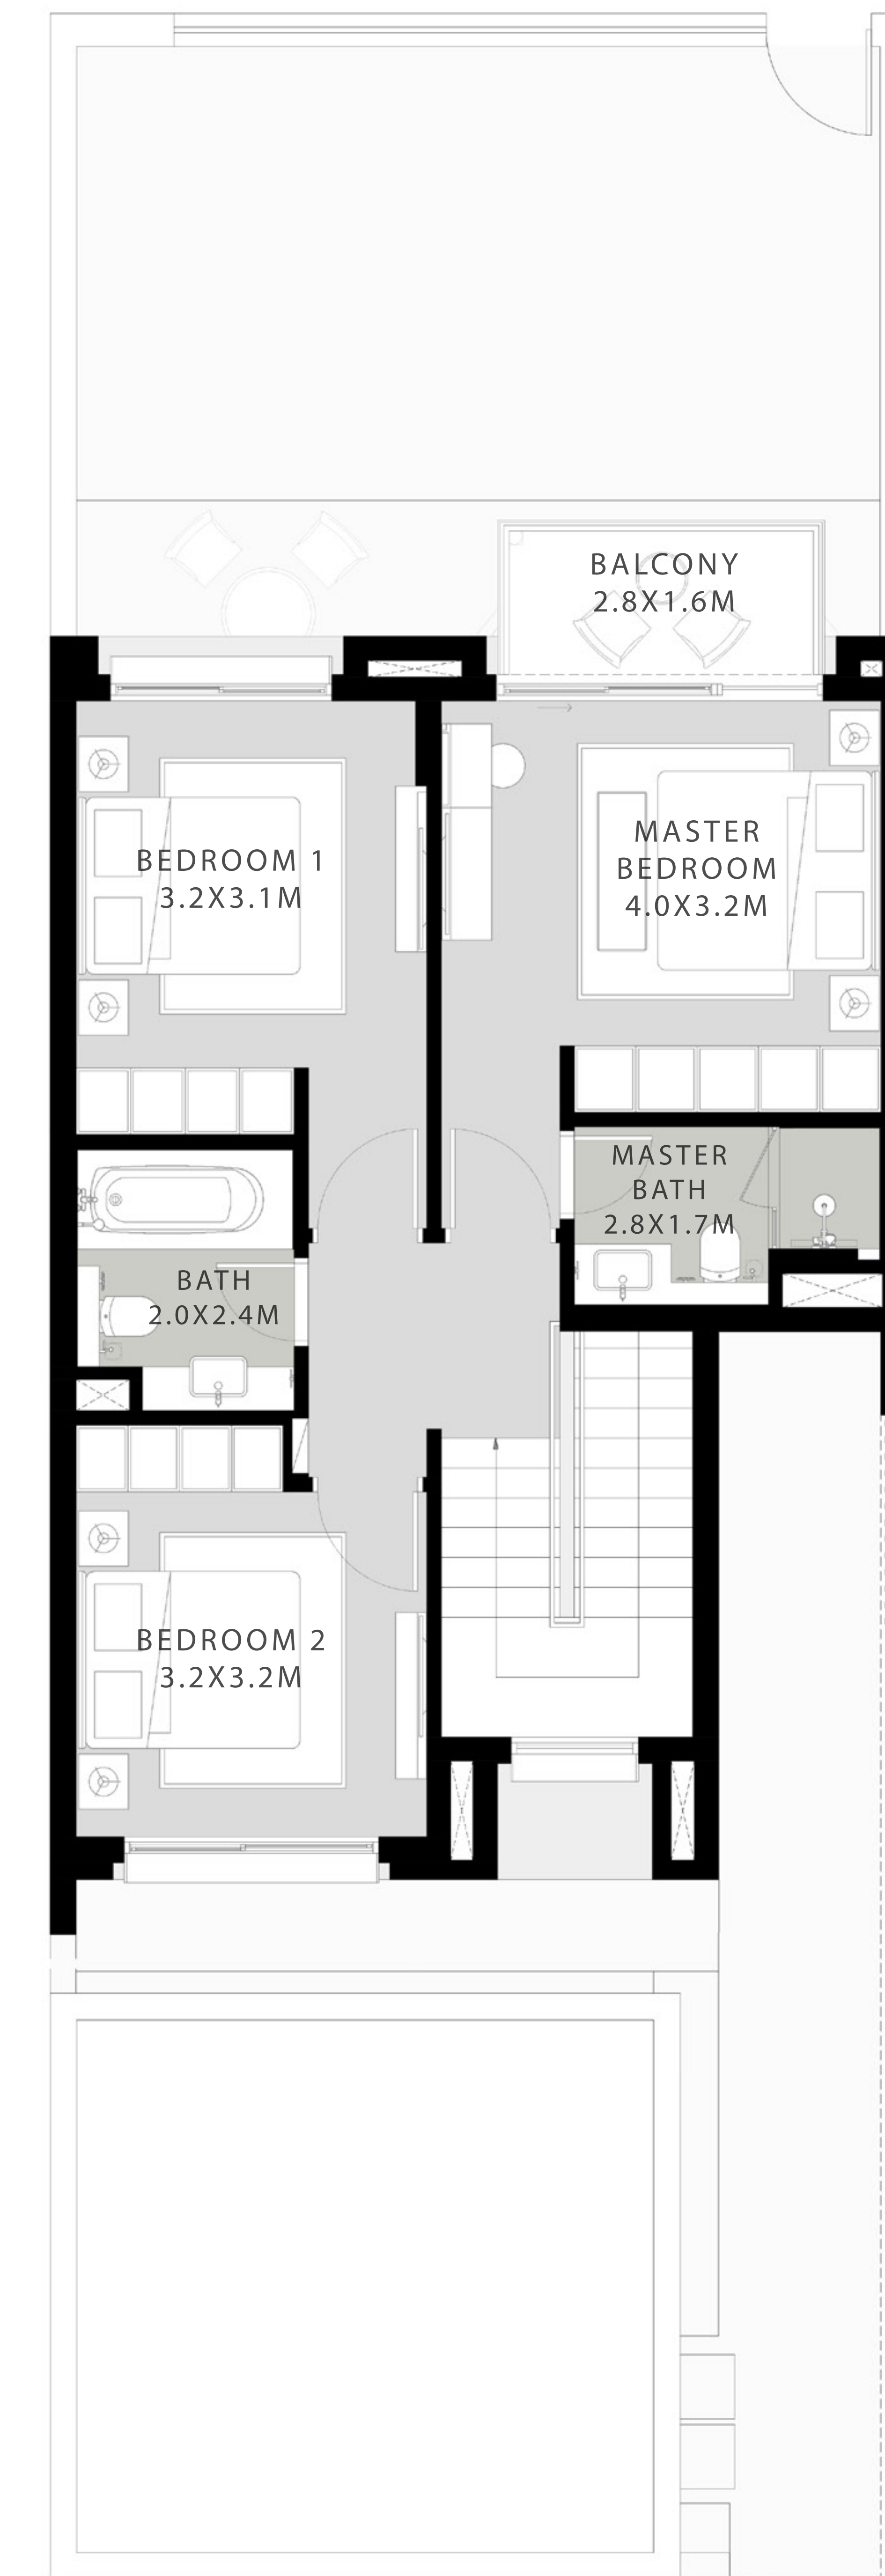 BALCONY
2.8X1.6M
BEDROOM 1
3.2X3.1M
MASTER
BEDROOM
4.0X3.2M
MASTER
BATH
2.8X1.7M
BATH
2.0X2.4M
BEDROOM 2
3.2X3.2M